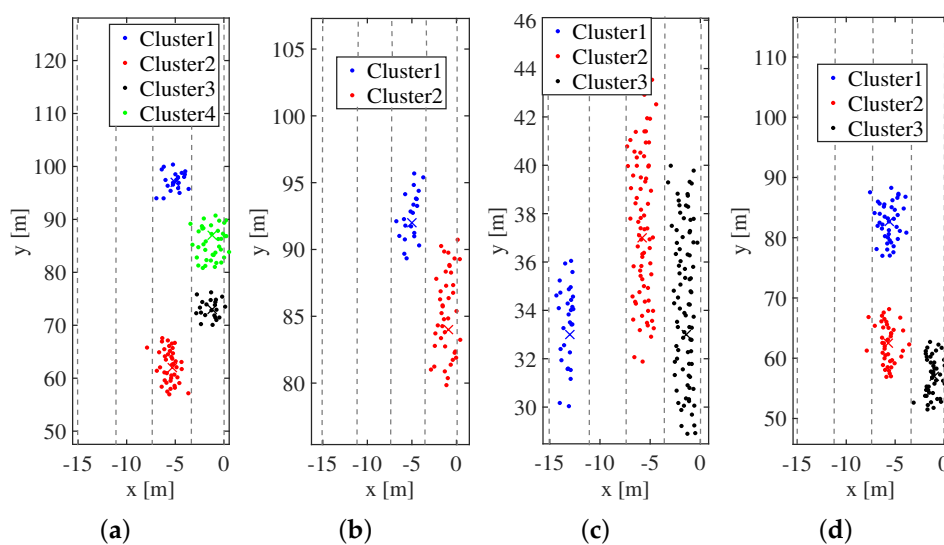 120
110
100
90
80
70
60
50
y [m]
-15 -10 -5 0
x [m]
Cluster1
Cluster2
Cluster3
Cluster4
(a)
105
100
95
90
85
80
y [m]
-15 -10 -5 0
x [m]
Cluster1
Cluster2
(b)
46
44
42
40
38
36
34
32
30
y [m]
-15 -10 -5 0
x [m]
Cluster1
Cluster2
Cluster3
(c)
110
100
90
80
70
60
50
y [m]
-15 -10 -5 0
x [m]
Cluster1
Cluster2
Cluster3
(d)